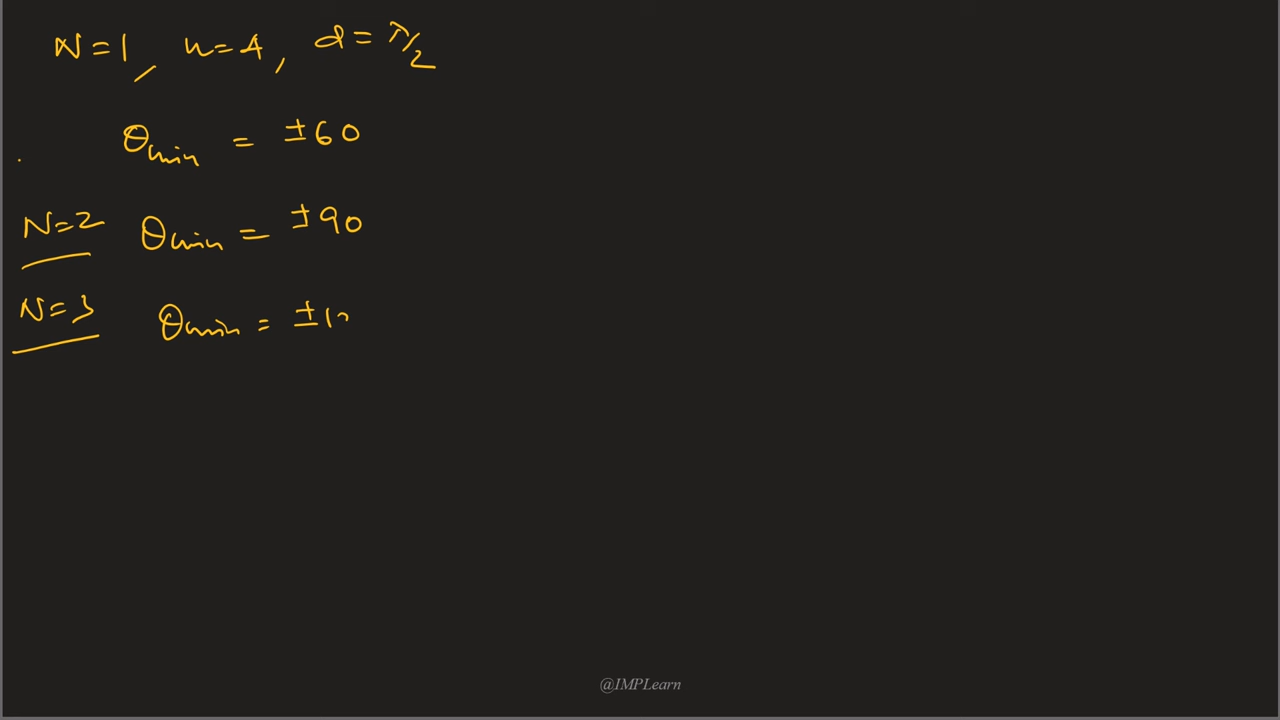 N=1, n=4, d=π/2
θmin = ±60
N=2 θmin = ±90
N=3 θmin = ±1
@IMPLearn